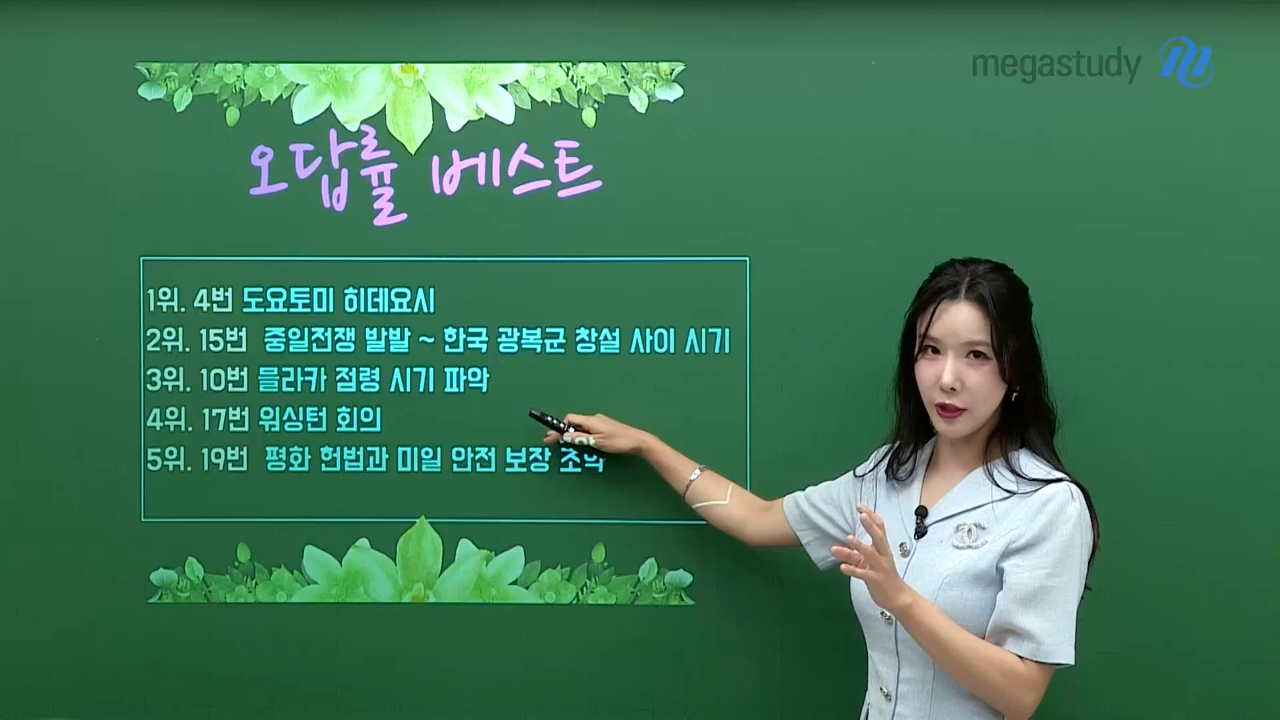 megastudy
오답률 베스트
1위. 4번 도요토미 히데요시
2위. 15번 중일전쟁 발발 ~ 한국 광복군 창설 사이 시기
3위. 10번 믈라카 점령 시기 파악
4위. 17번 워싱턴 회의
5위. 19번 평화 헌법과 미일 안전 보장 조약